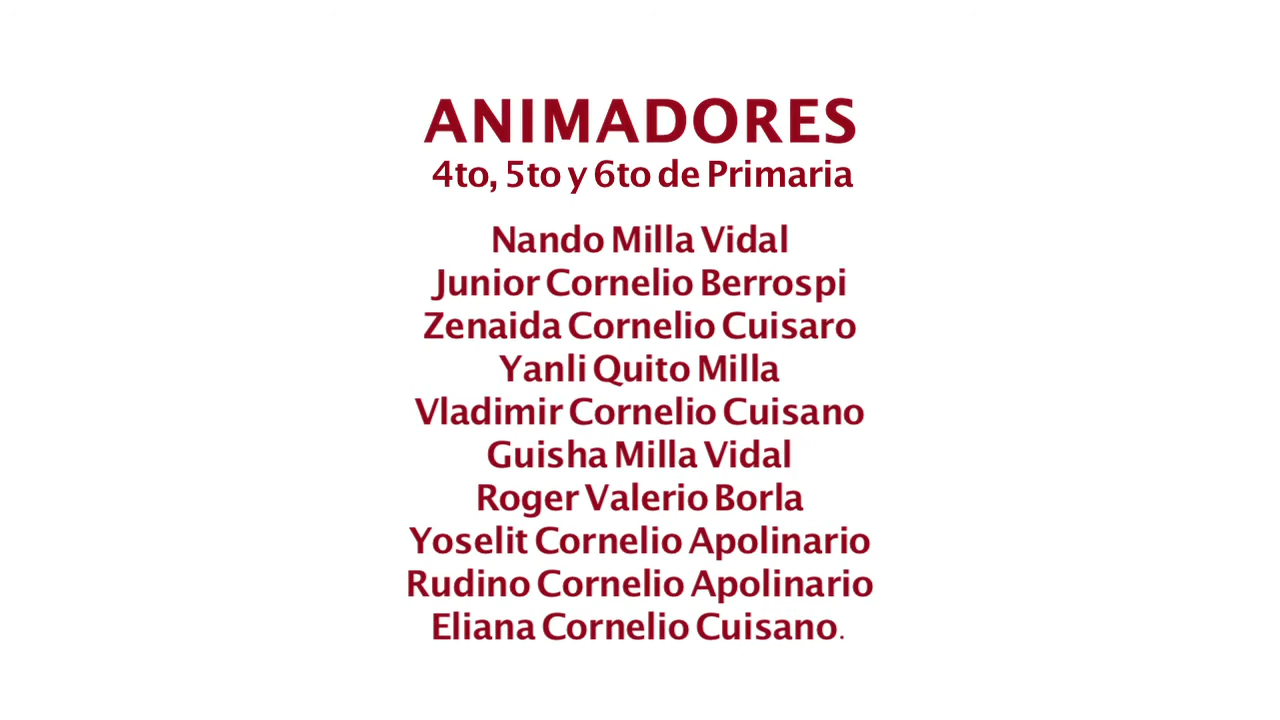 ANIMADORES
4to, 5to y 6to de Primaria
Nando Milla Vidal
Junior Cornelio Berrospi
Zenaida Cornelio Cuisaro
Yanli Quito Milla
Vladimir Cornelio Cuisano
Guisha Milla Vidal
Roger Valerio Borla
Yoselit Cornelio Apolinario
Rudino Cornelio Apolinario
Eliana Cornelio Cuisano.